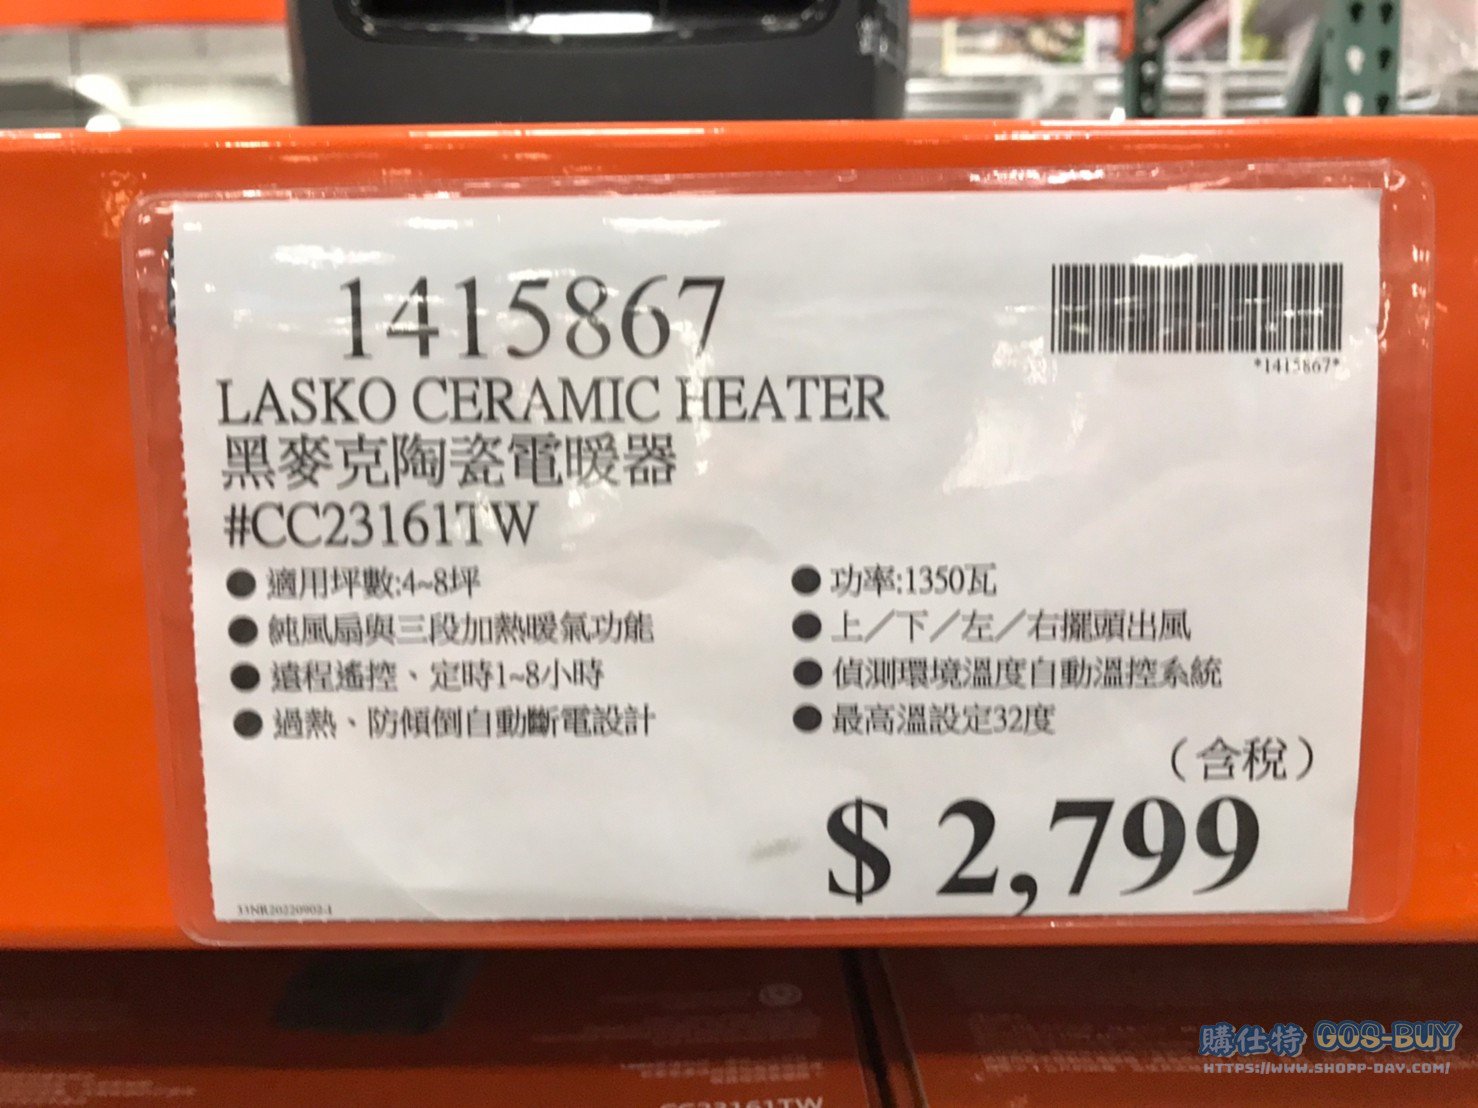 1415867
*1415867*
LASKO CERAMIC HEATER
黑麥克陶瓷電暖器
#CC23161TW
●適用坪數:4~8坪
●純風扇與三段加熱暖氣功能
●遠程遙控、定時1~8小時
●過熱、防傾倒自動斷電設計
●功率:1350瓦
●上／下／左／右擺頭出風
●偵測環境溫度自動溫控系統
●最高溫設定32度
（含稅）
$ 2,799
33NR20220902-1
CC23161TW
購仕特 GOS-BUY
HTTPS://WWW.SHOPP-DAY.COM/